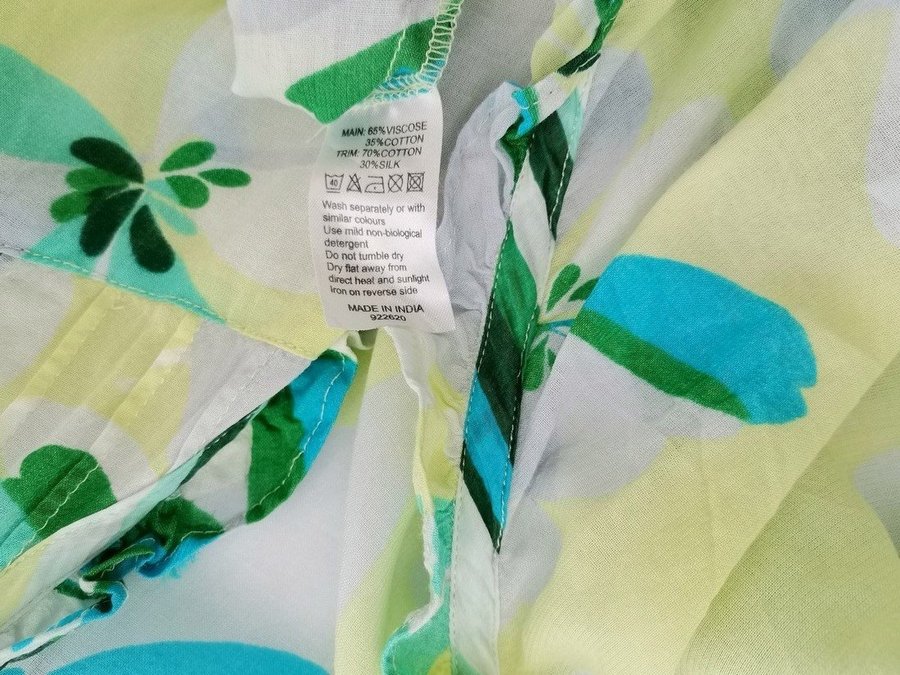 MAIN: 65%VISCOSE
35%COTTON
TRIM: 70%COTTON
30%SILK
40
Wash separately or with
similar colours
Use mild non-biological
detergent
Do not tumble dry
Dry flat away from
direct heat and sunlight
Iron on reverse side
MADE IN INDIA
922620